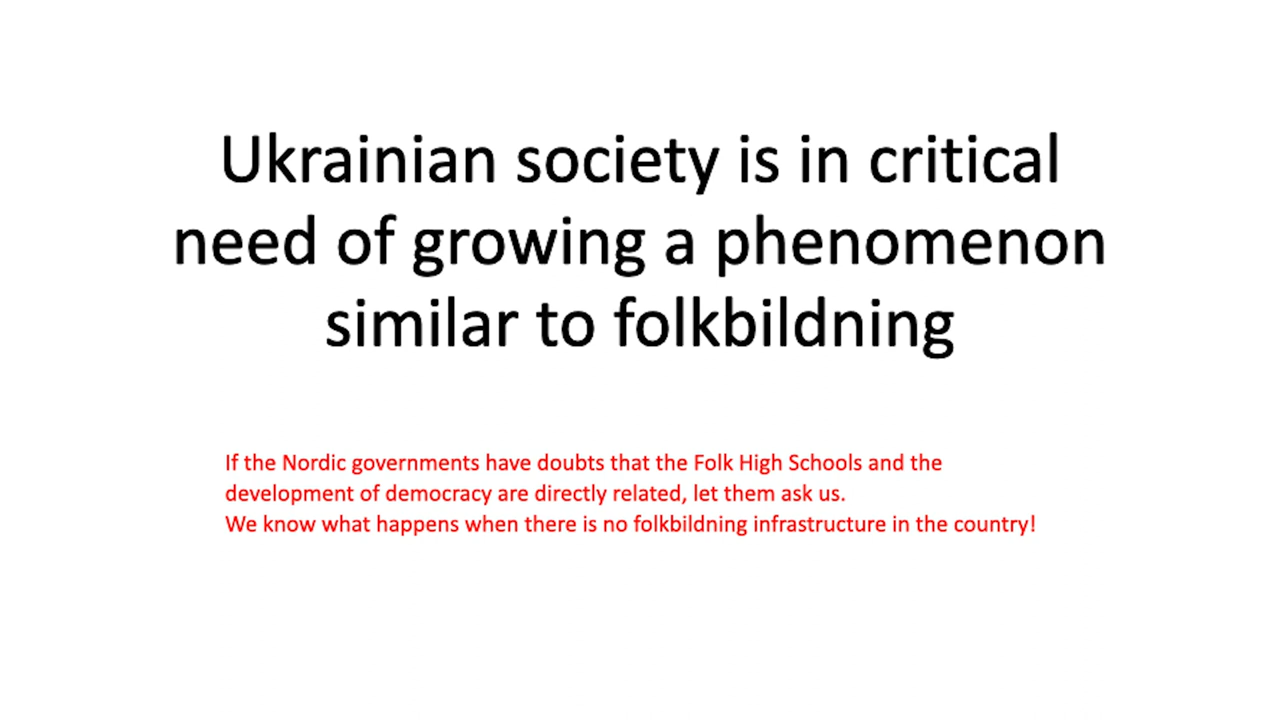 Ukrainian society is in critical
need of growing a phenomenon
similar to folkbildning
If the Nordic governments have doubts that the Folk High Schools and the
development of democracy are directly related, let them ask us.
We know what happens when there is no folkbildning infrastructure in the country!